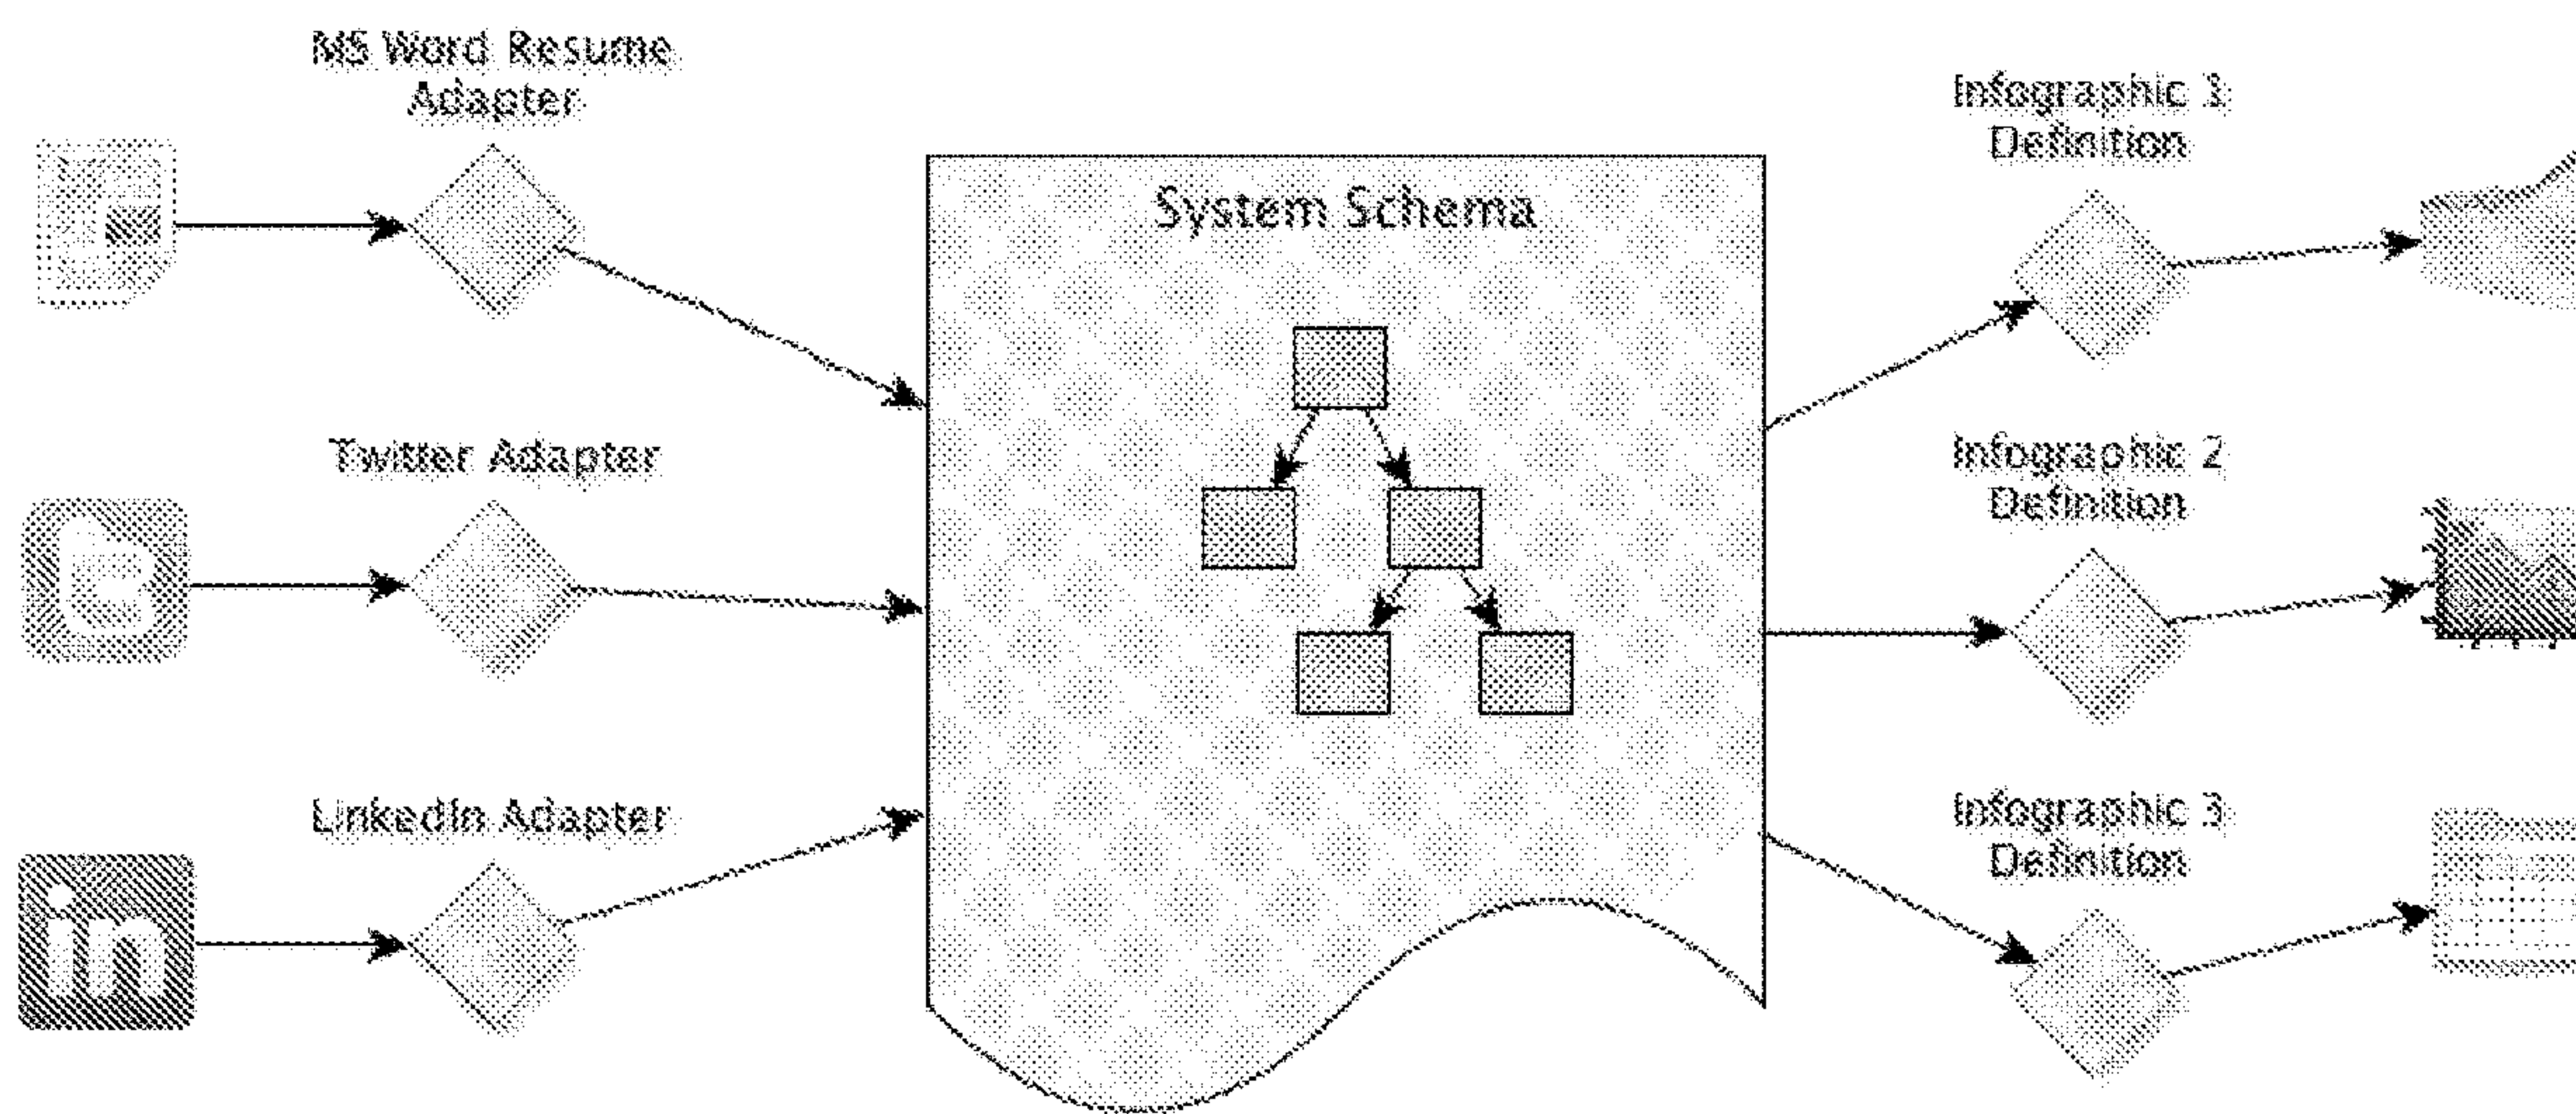 MS Word Resume
Adapter
Infographic 1
Definition
System Schema
Twitter Adapter
Infographic 2
Definition
t
LinkedIn Adapter
Infographic 3
Definition
in